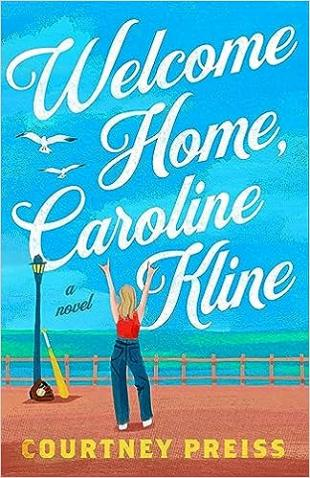 Welcome
Home,
Caroline
a
novel
Kline
COURTNEY PREISS